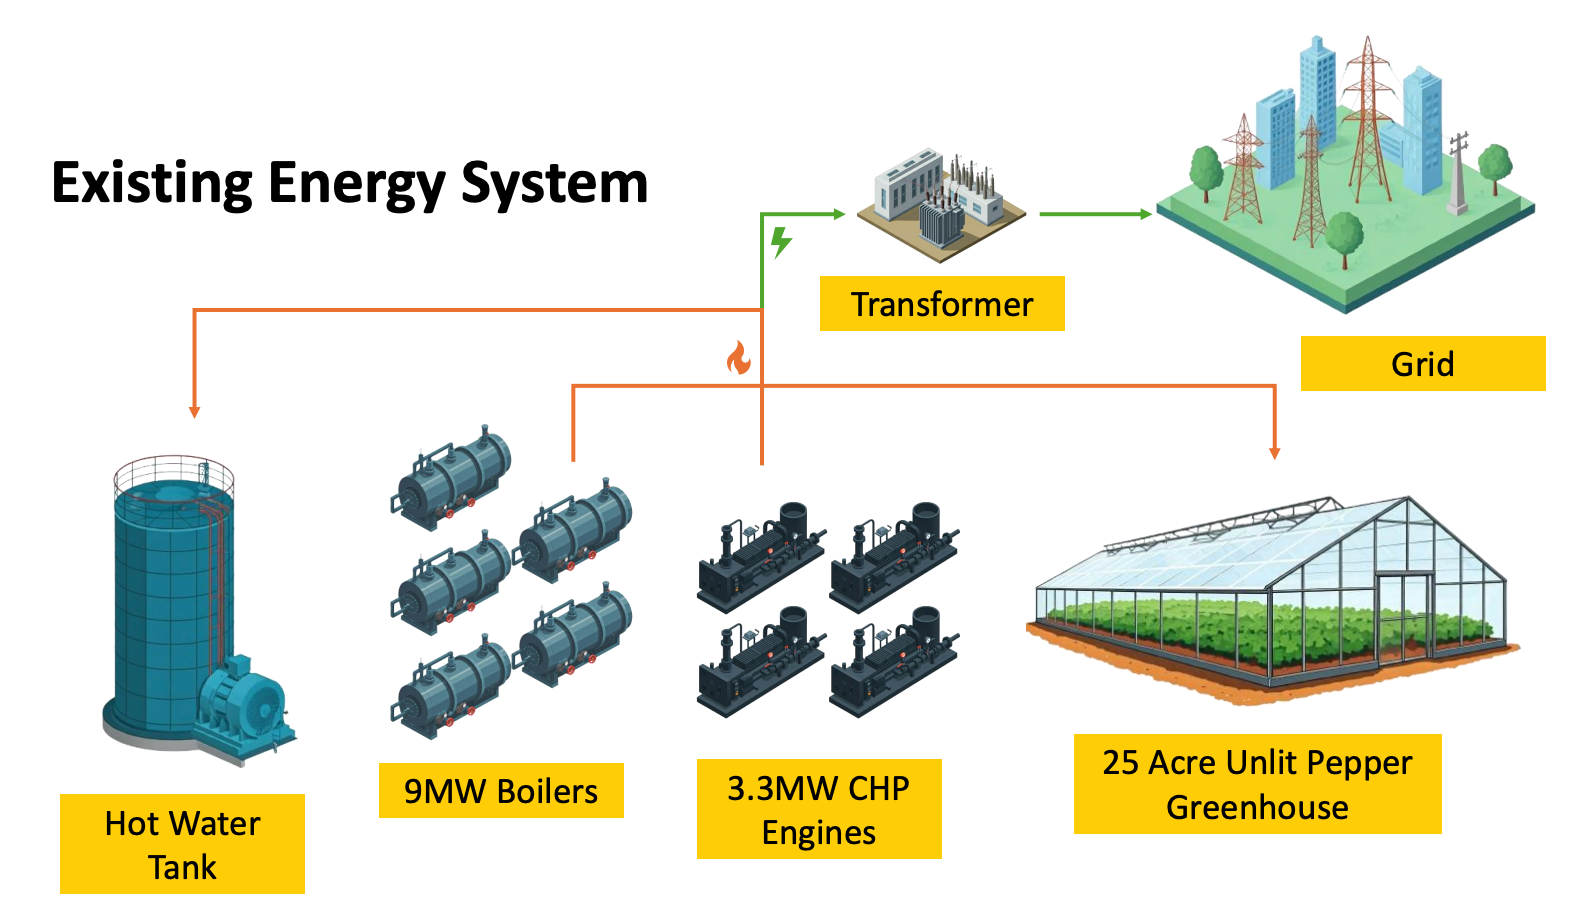 Existing Energy System
Transformer
Grid
Hot Water
Tank
9MW Boilers
3.3MW CHP
Engines
25 Acre Unlit Pepper
Greenhouse